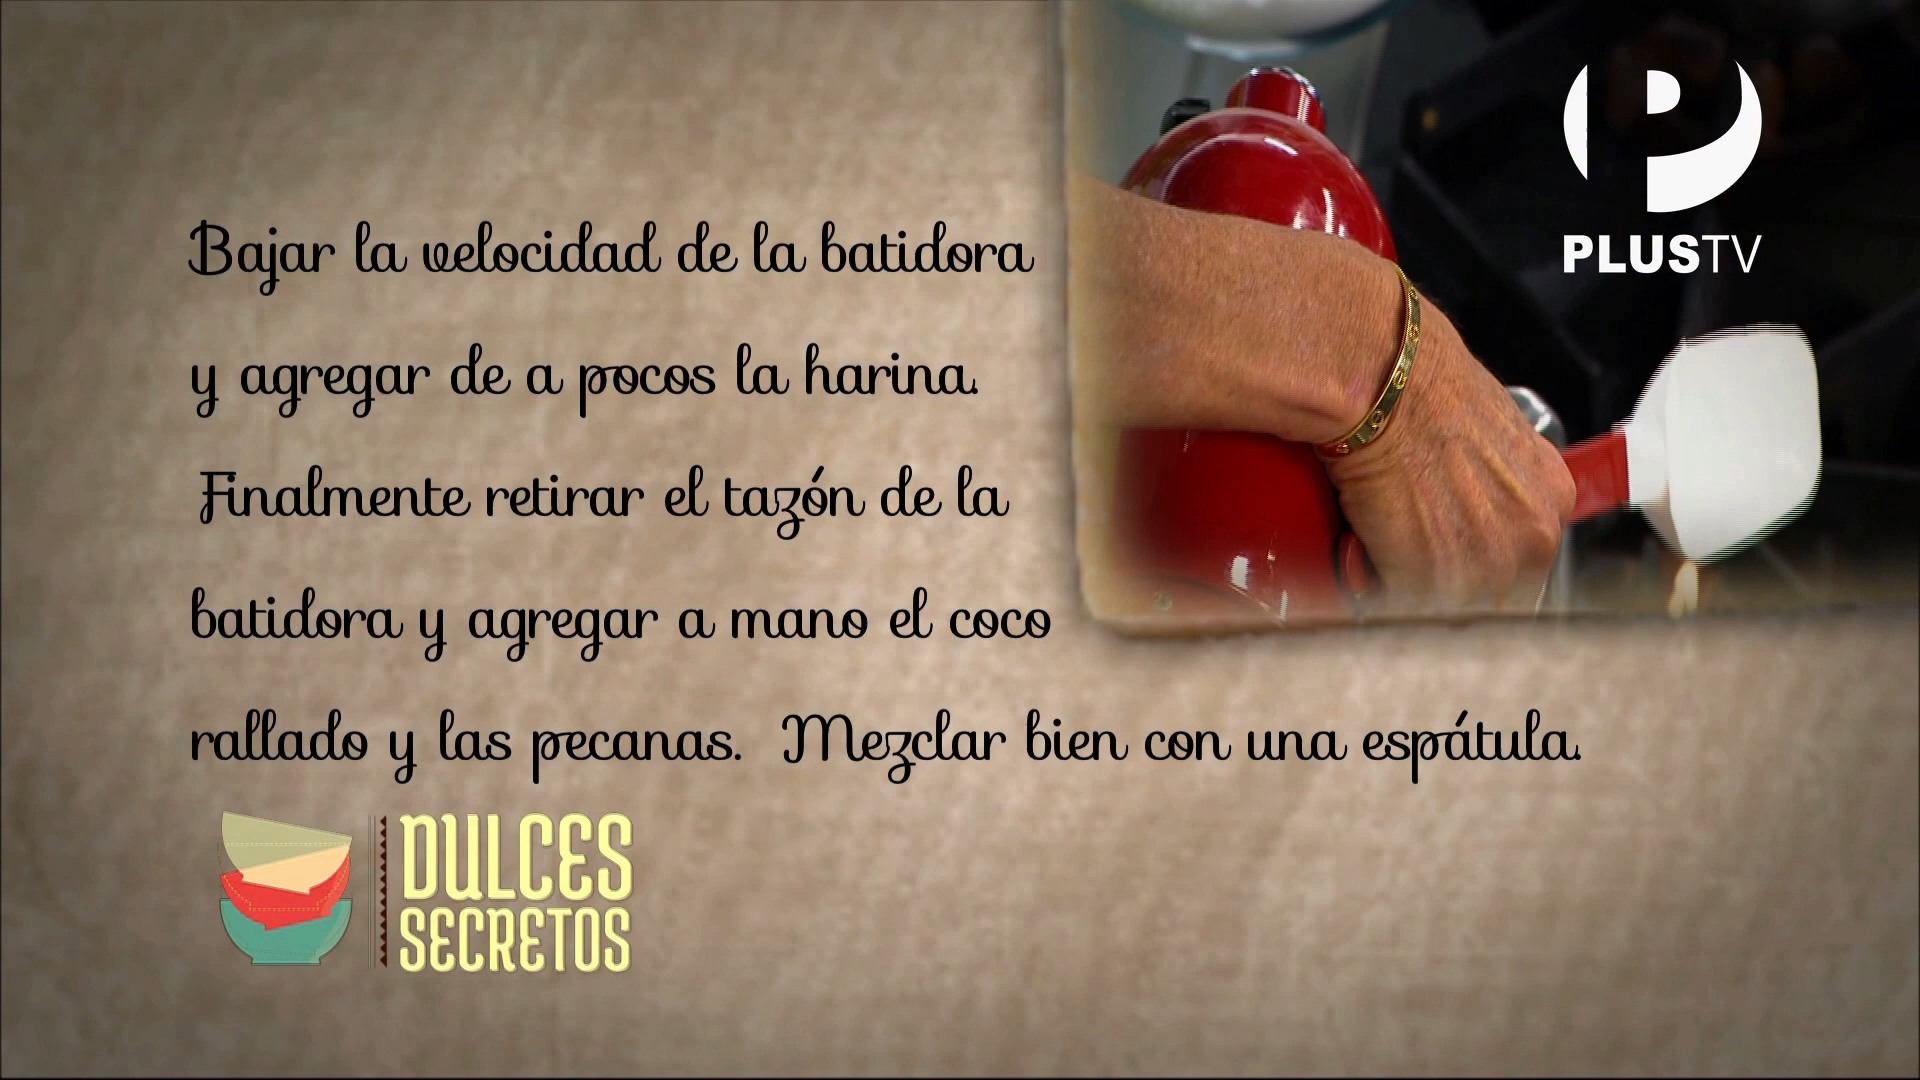 Bajar la velocidad de la batidora
y agregar de a pocos la harina.
Finalmente retirar el tazón de la
batidora y agregar a mano el coco
rallado y las pecanas. Mezclar bien con una espátula.
DULCES
SECRETOS
P
PLUSTV